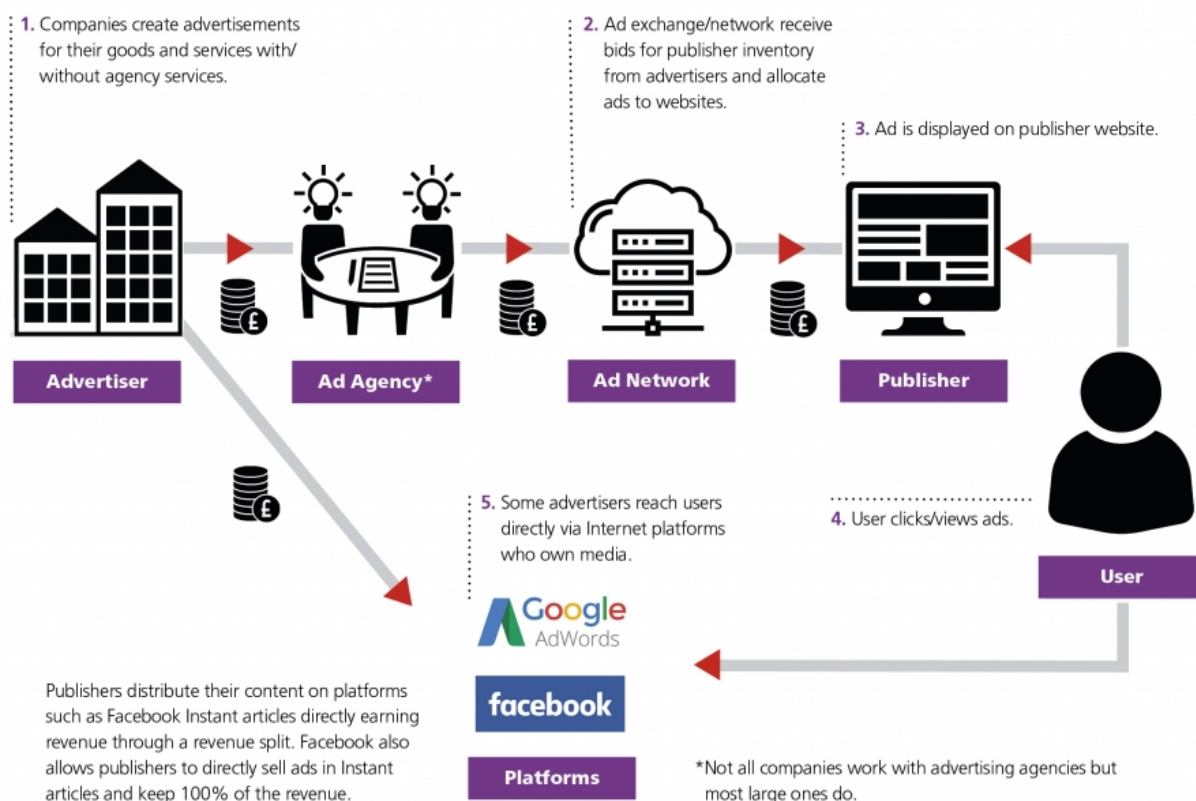 1. Companies create advertisements
for their goods and services with/
without agency services.
2. Ad exchange/network receive
bids for publisher inventory
from advertisers and allocate
ads to websites.
3. Ad is displayed on publisher website.
£
£
£
Advertiser
Ad Agency*
Ad Network
Publisher
£
5. Some advertisers reach users
directly via Internet platforms
who own media.
4. User clicks/views ads.
User
Google
AdWords
facebook
Platforms
Publishers distribute their content on platforms
such as Facebook Instant articles directly earning
revenue through a revenue split. Facebook also
allows publishers to directly sell ads in Instant
articles and keep 100% of the revenue.
*Not all companies work with advertising agencies but
most large ones do.